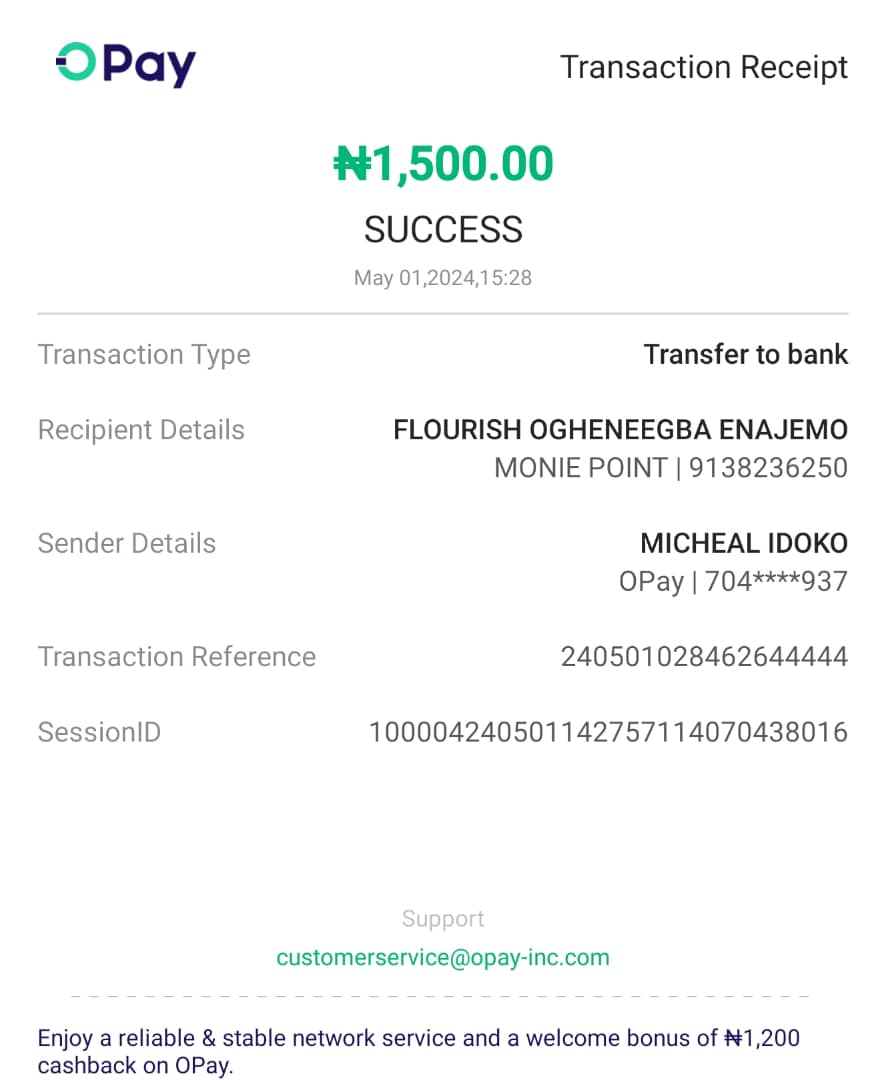 OPay
Transaction Receipt
₦1,500.00
SUCCESS
May 01,2024,15:28
Transaction Type
Transfer to bank
Recipient Details
FLOURISH OGHENEEGBA ENAJEMO
MONIE POINT | 9138236250
Sender Details
MICHEAL IDOKO
OPay | 704****937
Transaction Reference
240501028462644444
SessionID
100004240501142757114070438016
Support
customerservice@opay-inc.com
Enjoy a reliable & stable network service and a welcome bonus of ₦1,200
cashback on OPay.